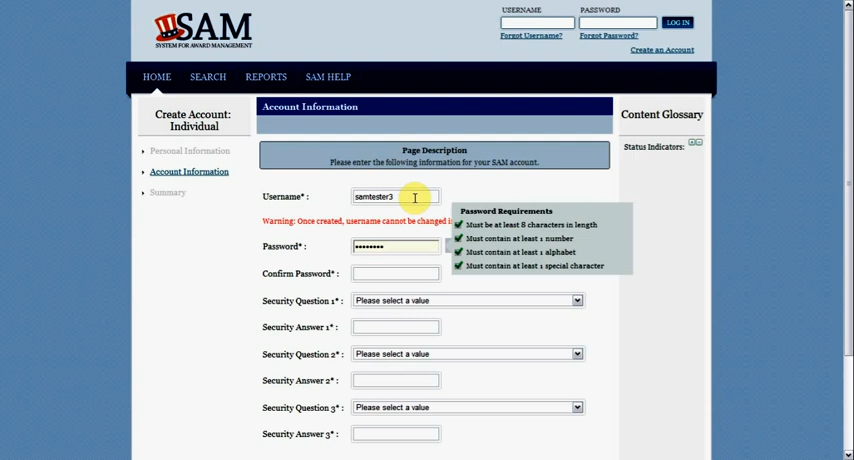 SAM
SYSTEM FOR AWARD MANAGEMENT
USERNAME PASSWORD
LOG IN
Forgot Username? Forgot Password?
Create an Account
HOME SEARCH REPORTS SAM HELP
Create Account:
Individual
Personal Information
Account Information
Summary
Account Information
Page Description
Please enter the following information for your SAM account.
Username* : samtester3
Warning: Once created, username cannot be changed
Password* : ••••••••
Password Requirements
Must be at least 8 characters in length
Must contain at least 1 number
Must contain at least 1 alphabet
Must contain at least 1 special character
Confirm Password* :
Security Question 1* : Please select a value
Security Answer 1* :
Security Question 2* : Please select a value
Security Answer 2* :
Security Question 3* : Please select a value
Security Answer 3* :
Content Glossary
Status Indicators: